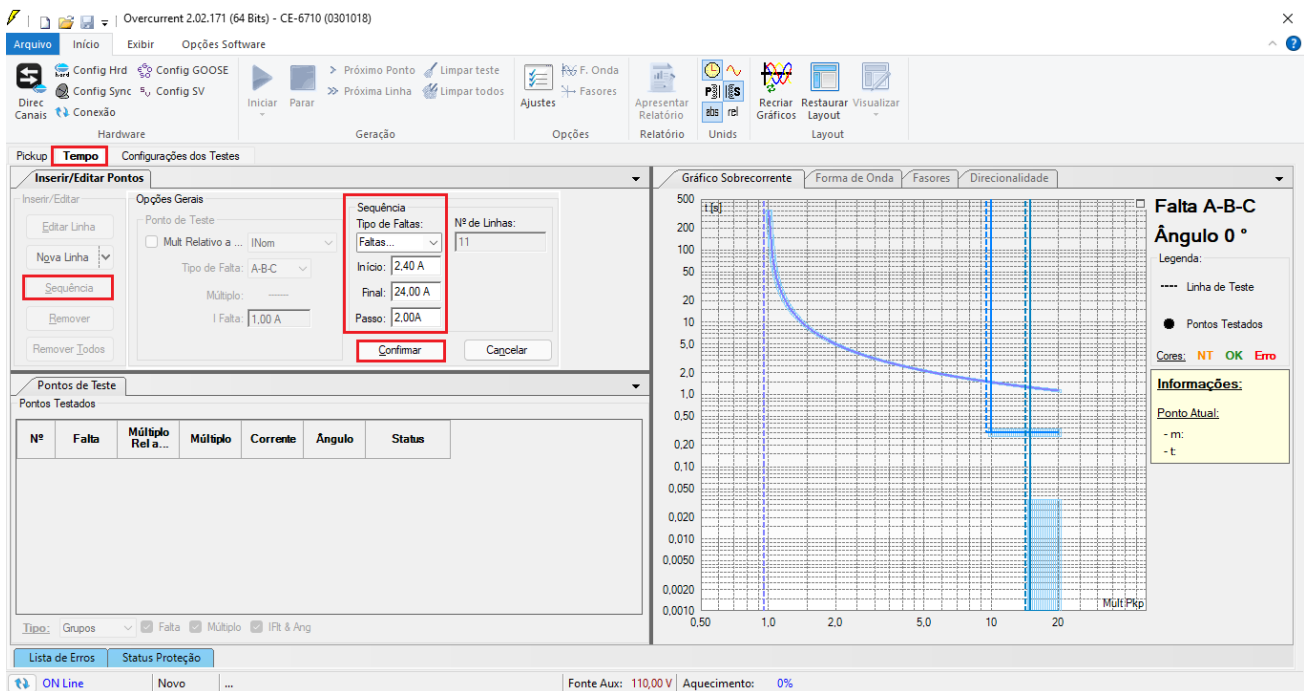 Overcurrent 2.02.171 (64 Bits) - CE-6710 (0301018)
Arquivo Início Exibir Opções Software
Direc Canais
Config Hrd Config GOOSE
Config Sync Config SV
Conexão
Hardware
Iniciar Parar
Próximo Ponto Limpar teste
Próxima Linha Limpar todos
Geração
Ajustes
F. Onda
Fasores
Opções
Apresentar Relatório
Relatório
abs rel
Unids
Recriar Gráficos
Restaurar Layout
Visualizar
Layout
Pickup Tempo Configurações dos Testes
Inserir/Editar Pontos
Inserir/Editar
Editar Linha
Nova Linha
Sequência
Remover
Remover Todos
Opções Gerais
Ponto de Teste
Mult Relativo a ... INom
Tipo de Falta: A-B-C
Múltiplo: -----
I Falta: 1,00 A
Sequência
Tipo de Faltas:
Faltas...
Início: 2,40 A
Final: 24,00 A
Passo: 2,00A
Nº de Linhas:
11
Confirmar Cancelar
Pontos de Teste
Pontos Testados
Nº Falta Múltiplo Rel a... Múltiplo Corrente Ângulo Status
Tipo: Grupos Falta Múltiplo IFlt & Ang
Gráfico Sobrecorrente Forma de Onda Fasores Direcionalidade
t [s]
500
200
100
50
20
10
5,0
2,0
1,0
0,50
0,20
0,10
0,050
0,020
0,010
0,0050
0,0020
0,0010
Mult Pkp
0,50 1,0 2,0 5,0 10 20
Falta A-B-C
Ângulo 0 °
Legenda:
Linha de Teste
Pontos Testados
Cores: NT OK Erro
Informações:
Ponto Atual:
- m:
- t:
Lista de Erros Status Proteção
ON Line Novo ... Fonte Aux: 110,00 V Aquecimento: 0%